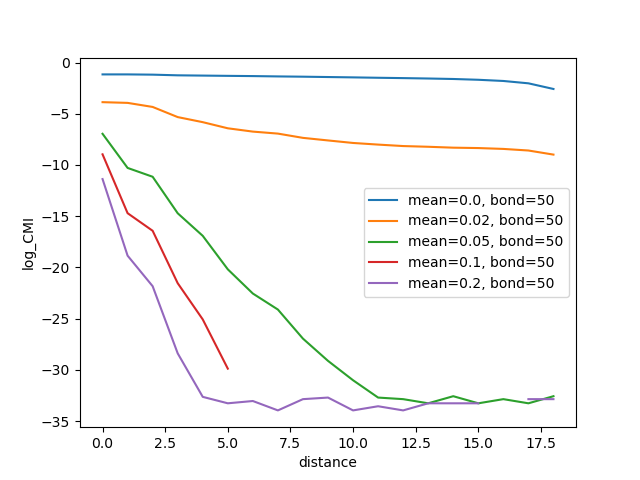 0
−5
−10
−15
−20
−25
−30
−35
log_CMI
mean=0.0, bond=50
mean=0.02, bond=50
mean=0.05, bond=50
mean=0.1, bond=50
mean=0.2, bond=50
0.0 2.5 5.0 7.5 10.0 12.5 15.0 17.5
distance